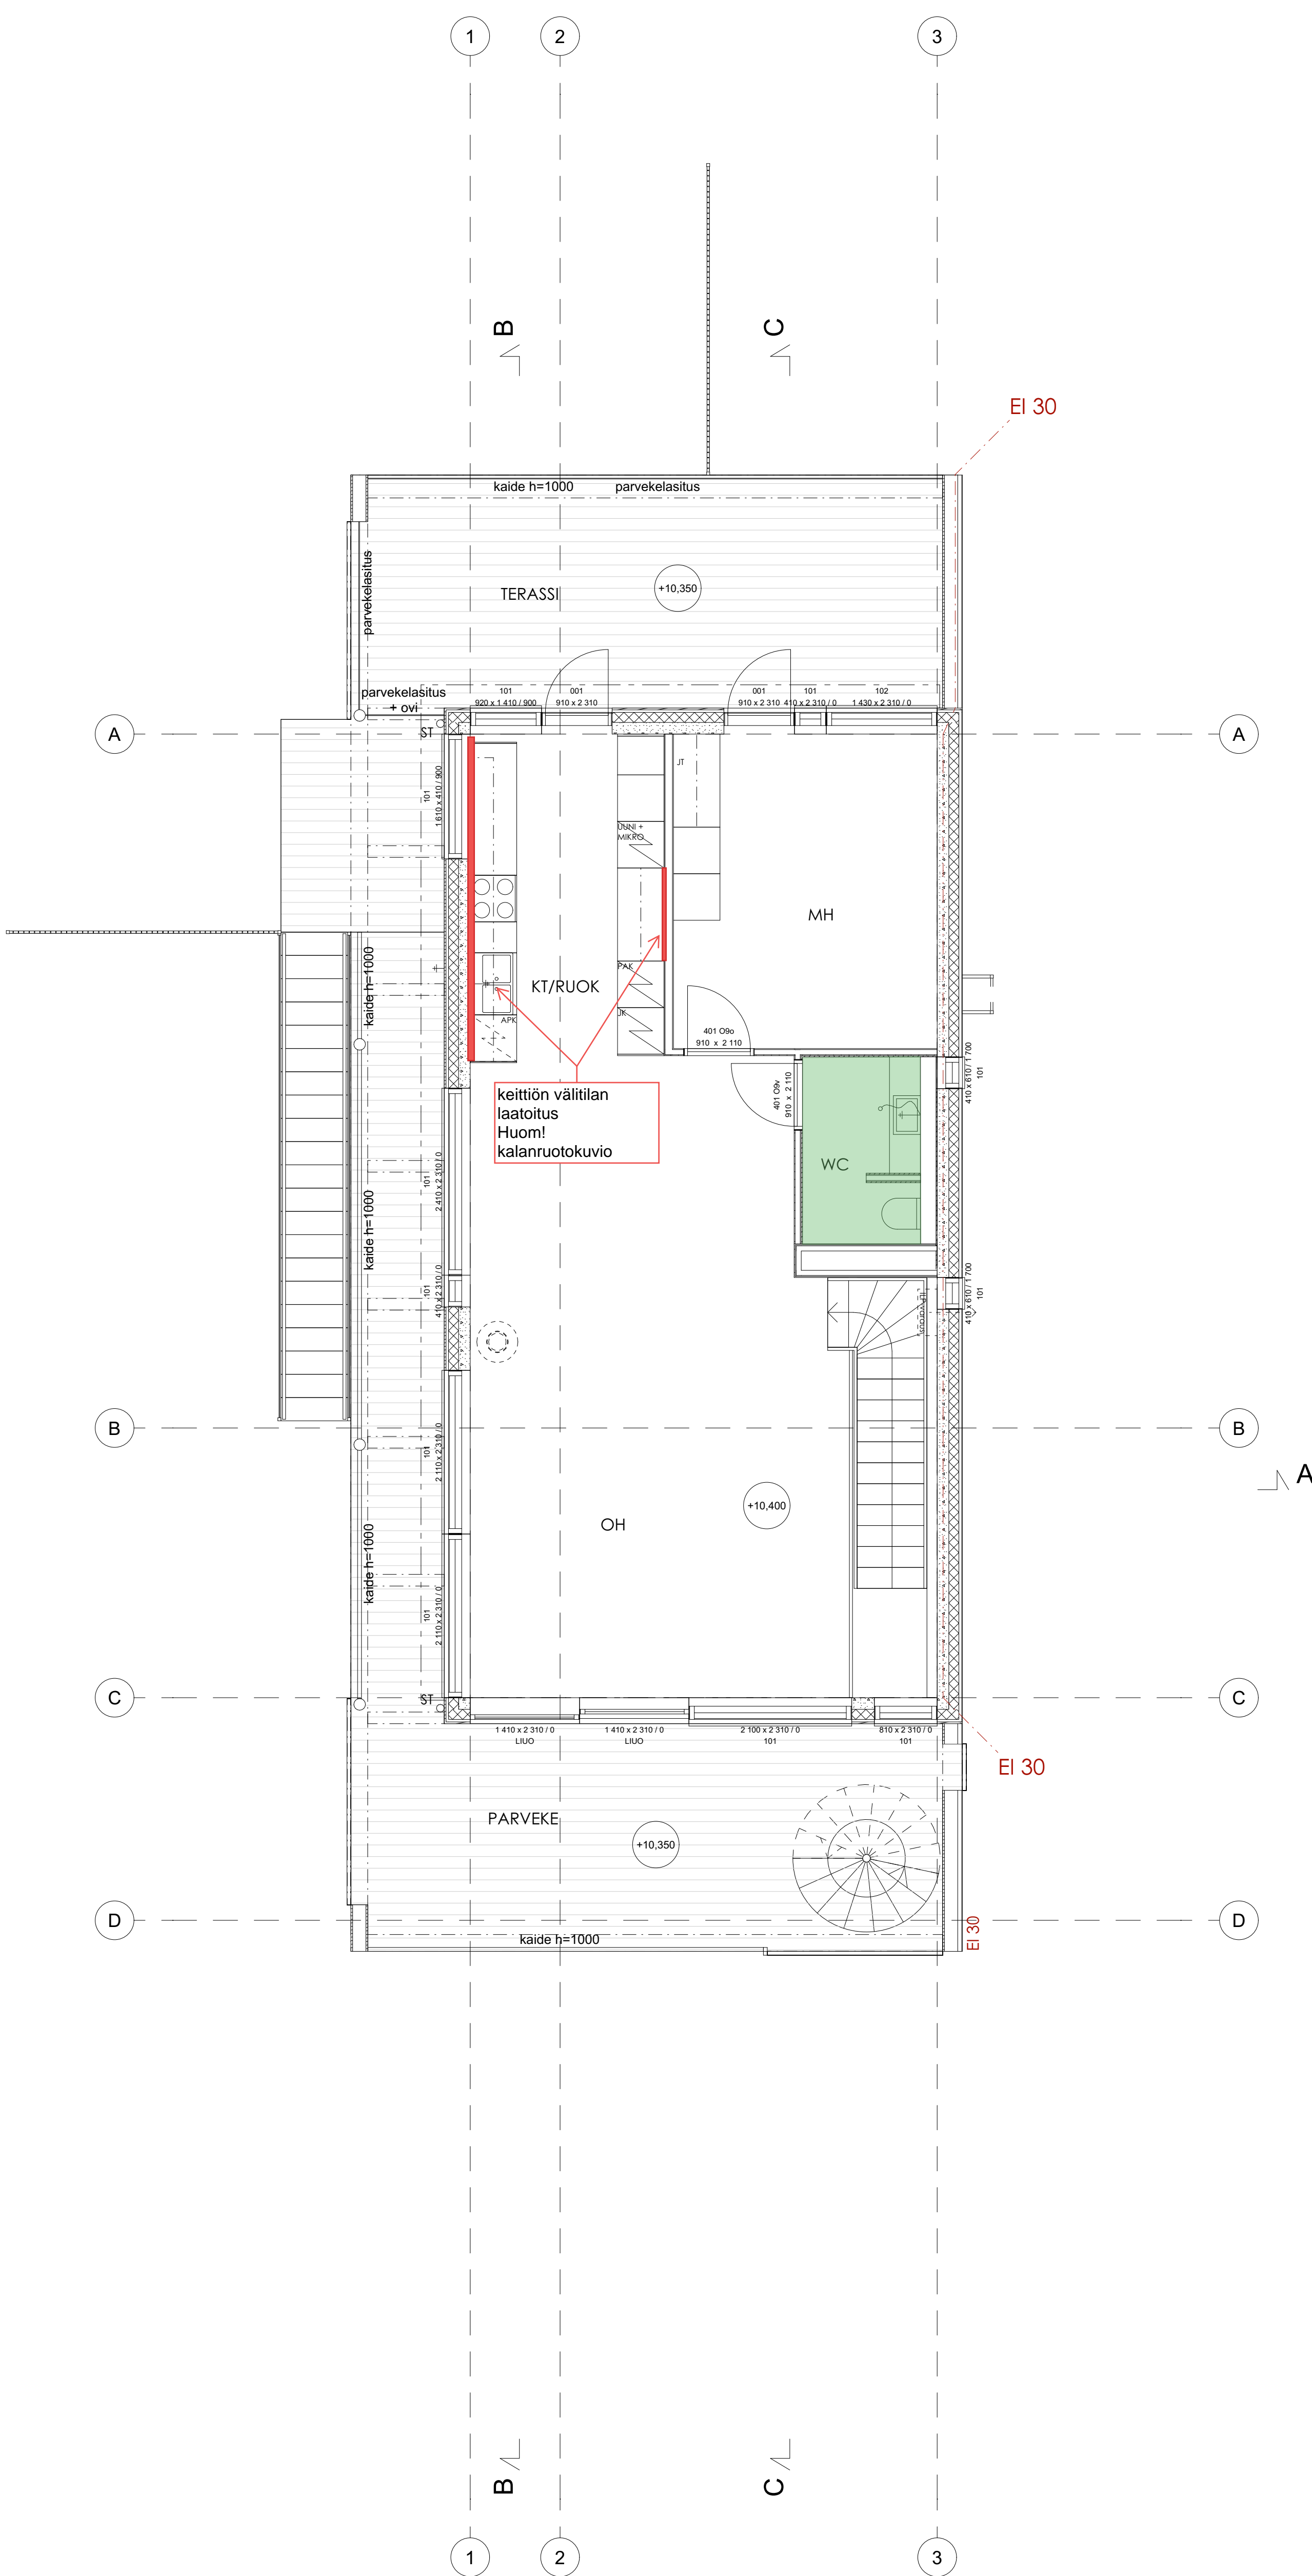 1
2
3
B
C
EI 30
kaide h=1000
parvekelasitus
parvekelasitus
TERASSI
+10,350
parvekelasitus
+ ovi
101
920 x 1 410 / 900
001
910 x 2 310
001
910 x 2 310
101
410 x 2 310 / 0
102
1 430 x 2 310 / 0
ST
A
A
101
1 610 x 410 / 900
JT
UUNI +
MIKRO
MH
PAK
KT/RUOK
JK
APK
kaide h=1000
401 O9o
910 x 2 110
401 O9v
910 x 2 110
410 x 610 / 1 700
101
keittiön välitilan
laatoitus
Huom!
kalanruotokuvio
WC
101
2 410 x 2 310 / 0
kaide h=1000
101
410 x 2 310 / 0
410 x 610 / 1 700
101
B
B
101
2 110 x 2 310 / 0
A
+10,400
OH
kaide h=1000
101
2 110 x 2 310 / 0
C
C
ST
1 410 x 2 310 / 0
LIUO
1 410 x 2 310 / 0
LIUO
2 100 x 2 310 / 0
101
810 x 2 310 / 0
101
EI 30
PARVEKE
+10,350
D
D
EI 30
kaide h=1000
B
C
1
2
3